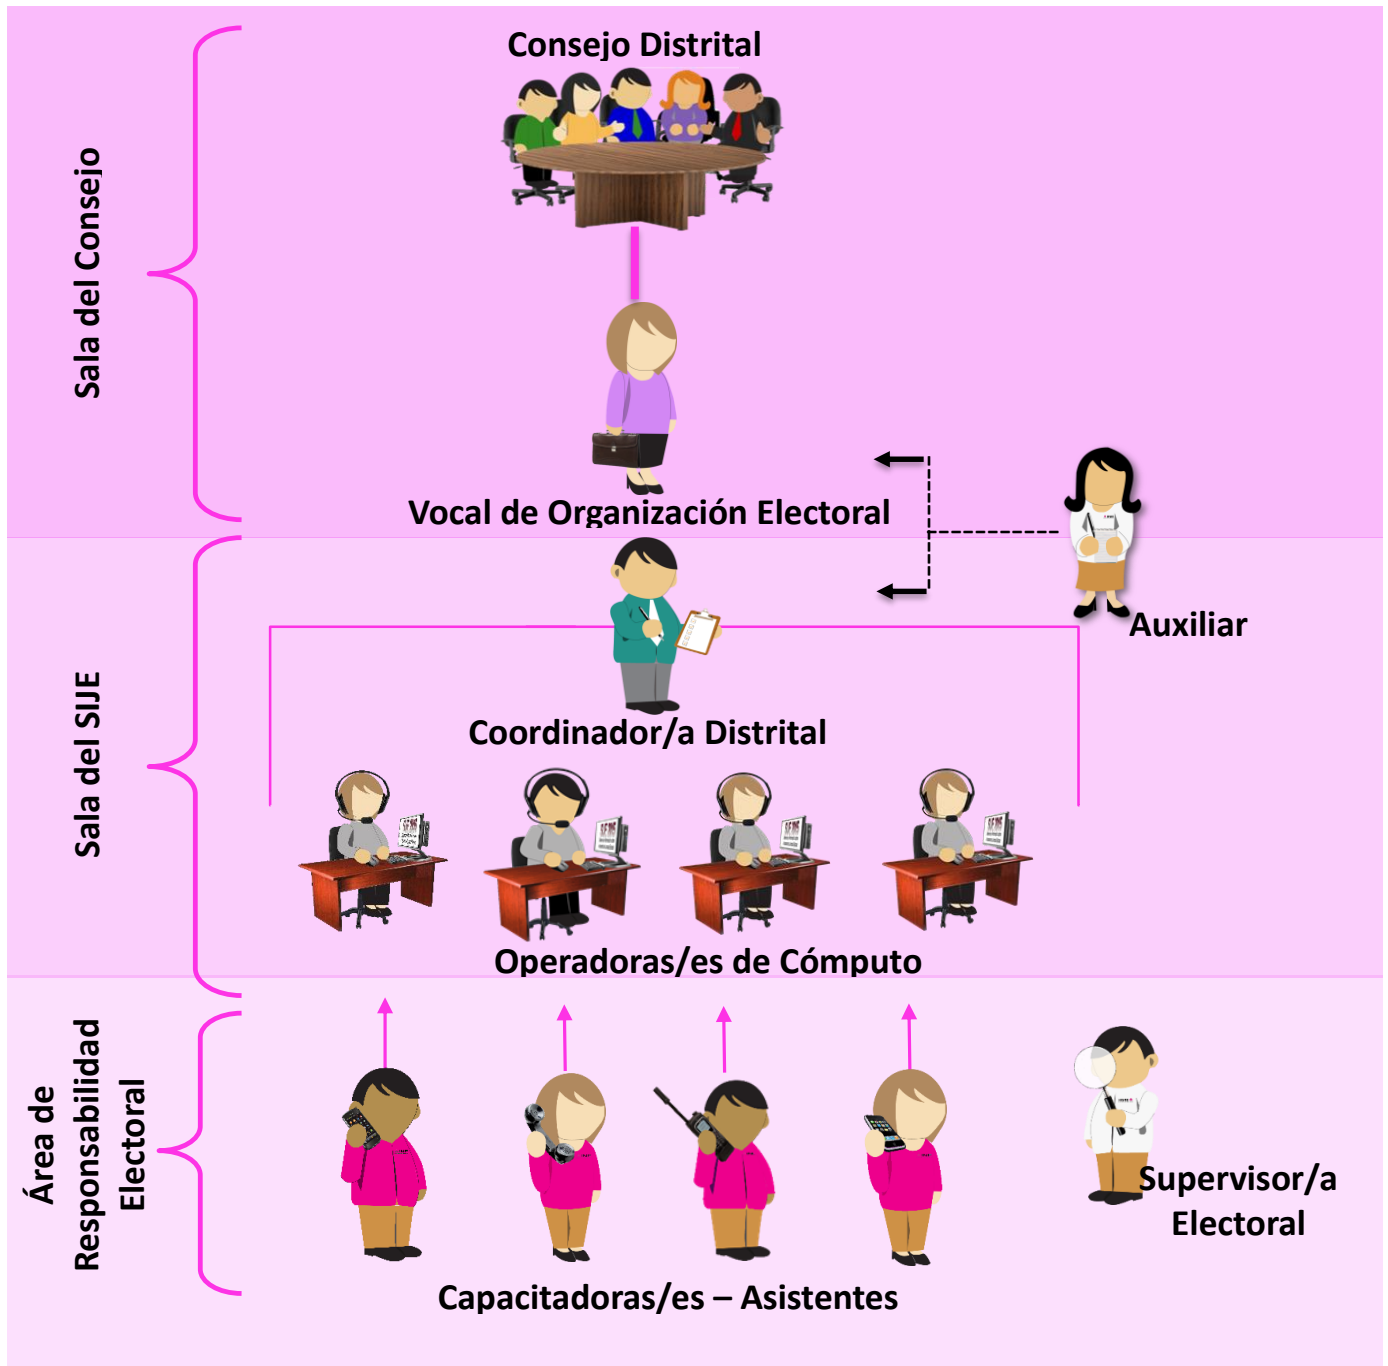 Consejo Distrital
Sala del Consejo
Vocal de Organización Electoral
Auxiliar
Sala del SIJE
Coordinador/a Distrital
Operadoras/es de Cómputo
Área de
Responsabilidad
Electoral
Supervisor/a
Electoral
Capacitadoras/es – Asistentes